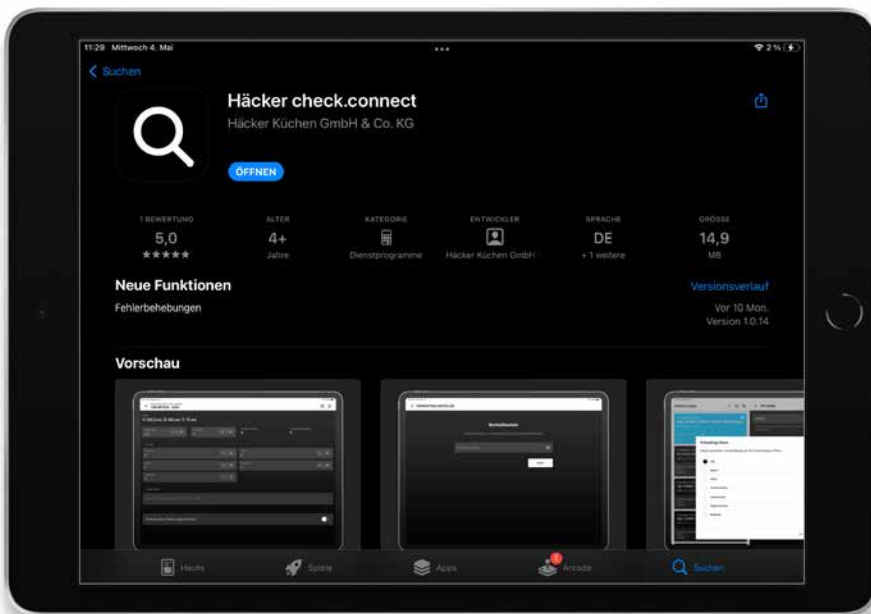 11:29 Mittwoch 4. Mai
2 %
Suchen
Häcker check.connect
Häcker Küchen GmbH & Co. KG
ÖFFNEN
1 BEWERTUNG ALTER KATEGORIE ENTWICKLER SPRACHE GRÖSSE
5,0 4+ DE 14,9
Jahre Dienstprogramme Häcker Küchen GmbH + 1 weitere MB
Neue Funktionen Versionsverlauf
Fehlerbehebungen Vor 10 Mon.
Version 1.0.14
Vorschau
Heute Spiele Apps Arcade Suchen